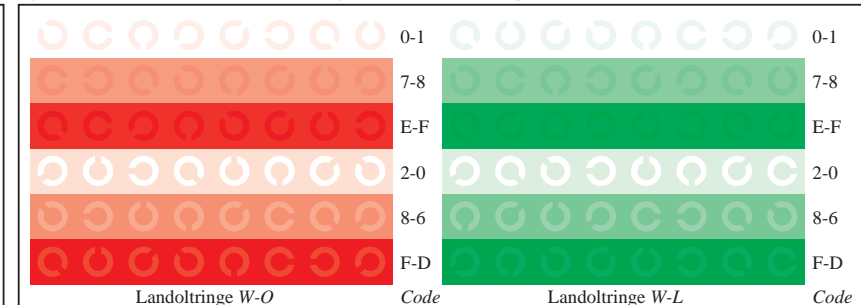 0-1
7-8
E-F
2-0
8-6
F-D
Landoltringe W-O Code
0-1
7-8
E-F
2-0
8-6
F-D
Landoltringe W-L Code